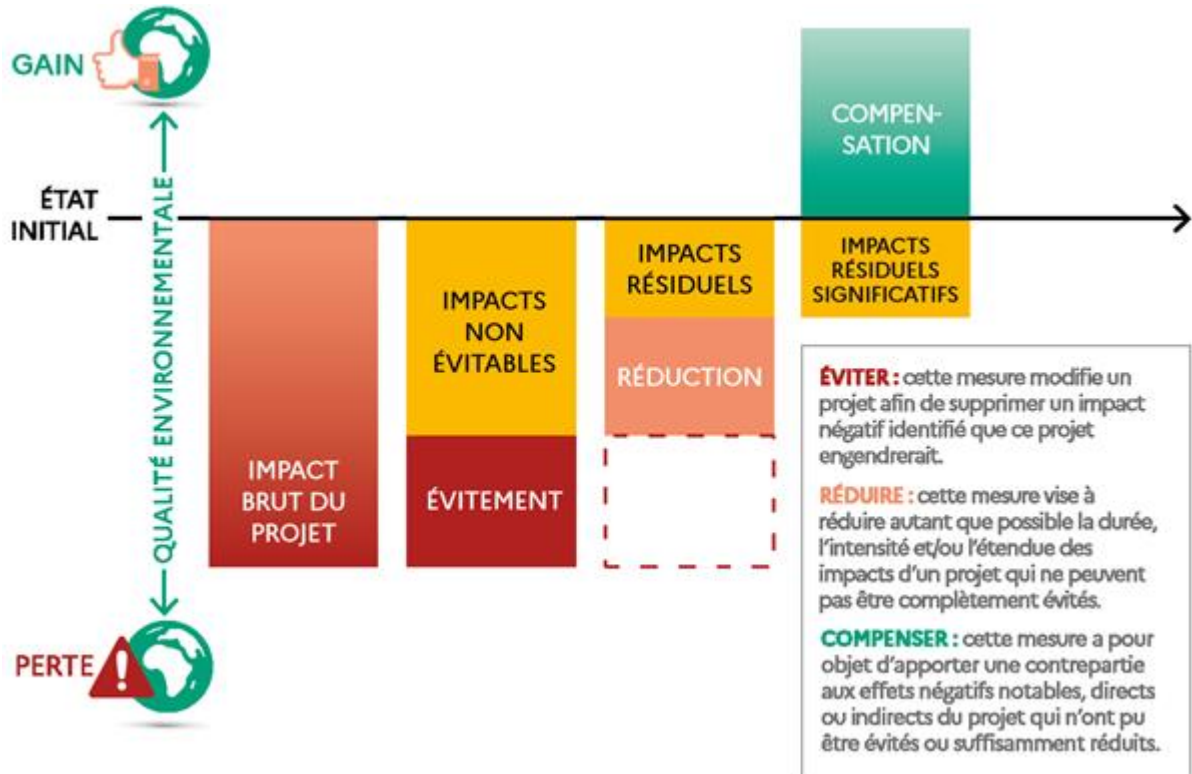 GAIN
ÉTAT
INITIAL
QUALITÉ ENVIRONNEMENTALE
PERTE
IMPACT
BRUT DU
PROJET
IMPACTS
NON
ÉVITABLES
ÉVITEMENT
IMPACTS
RÉSIDUELS
RÉDUCTION
COMPEN-
SATION
IMPACTS
RÉSIDUELS
SIGNIFICATIFS
ÉVITER : cette mesure modifie un
projet afin de supprimer un impact
négatif identifié que ce projet
engendrerait.
RÉDUIRE : cette mesure vise à
réduire autant que possible la durée,
l'intensité et/ou l'étendue des
impacts d'un projet qui ne peuvent
pas être complètement évités.
COMPENSER : cette mesure a pour
objet d'apporter une contrepartie
aux effets négatifs notables, directs
ou indirects du projet qui n'ont pu
être évités ou suffisamment réduits.